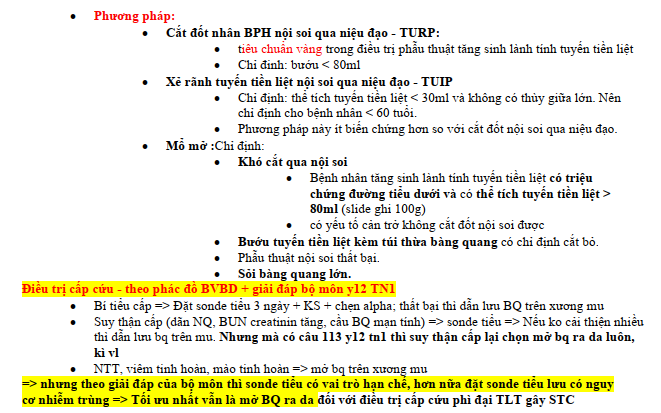 Phương pháp:
Cắt đốt nhân BPH nội soi qua niệu đạo - TURP:
tiêu chuẩn vàng trong điều trị phẫu thuật tăng sinh lành tính tuyến tiền liệt
Chỉ định: bướu < 80ml
Xẻ rãnh tuyến tiền liệt nội soi qua niệu đạo - TUIP
Chỉ định: thể tích tuyến tiền liệt < 30ml và không có thùy giữa lớn. Nên
chỉ định cho bệnh nhân < 60 tuổi.
Phương pháp này ít biến chứng hơn so với cắt đốt nội soi qua niệu đạo.
Mổ mở :Chỉ định:
Khó cắt qua nội soi
Bệnh nhân tăng sinh lành tính tuyến tiền liệt có triệu
chứng đường tiểu dưới và có thể tích tuyến tiền liệt >
80ml (slide ghi 100g)
có yếu tố cản trở không cắt đốt nội soi được
Bướu tuyến tiền liệt kèm túi thừa bàng quang có chỉ định cắt bỏ.
Phẫu thuật nội soi thất bại.
Sỏi bàng quang lớn.
Điều trị cấp cứu - theo phác đồ BVBD + giải đáp bộ môn y12 TN1
Bí tiểu cấp => Đặt sonde tiểu 3 ngày + KS + chẹn alpha; thất bại thì dẫn lưu BQ trên xương mu
Suy thận cấp (dãn NQ, BUN creatinin tăng, cầu BQ mạn tính) => sonde tiểu => Nếu ko cải thiện nhiều
thì dẫn lưu bq trên mu. Nhưng mà có câu 113 y12 tn1 thì suy thận cấp lại chọn mở bq ra da luôn,
kì vl
NTT, viêm tinh hoàn, mào tinh hoàn => mở bq trên xương mu
=> nhưng theo giải đáp của bộ môn thì sonde tiểu có vai trò hạn chế, hơn nữa đặt sonde tiểu lưu có nguy
cơ nhiễm trùng => Tối ưu nhất vẫn là mở BQ ra da đối với điều trị cấp cứu phì đại TLT gây STC